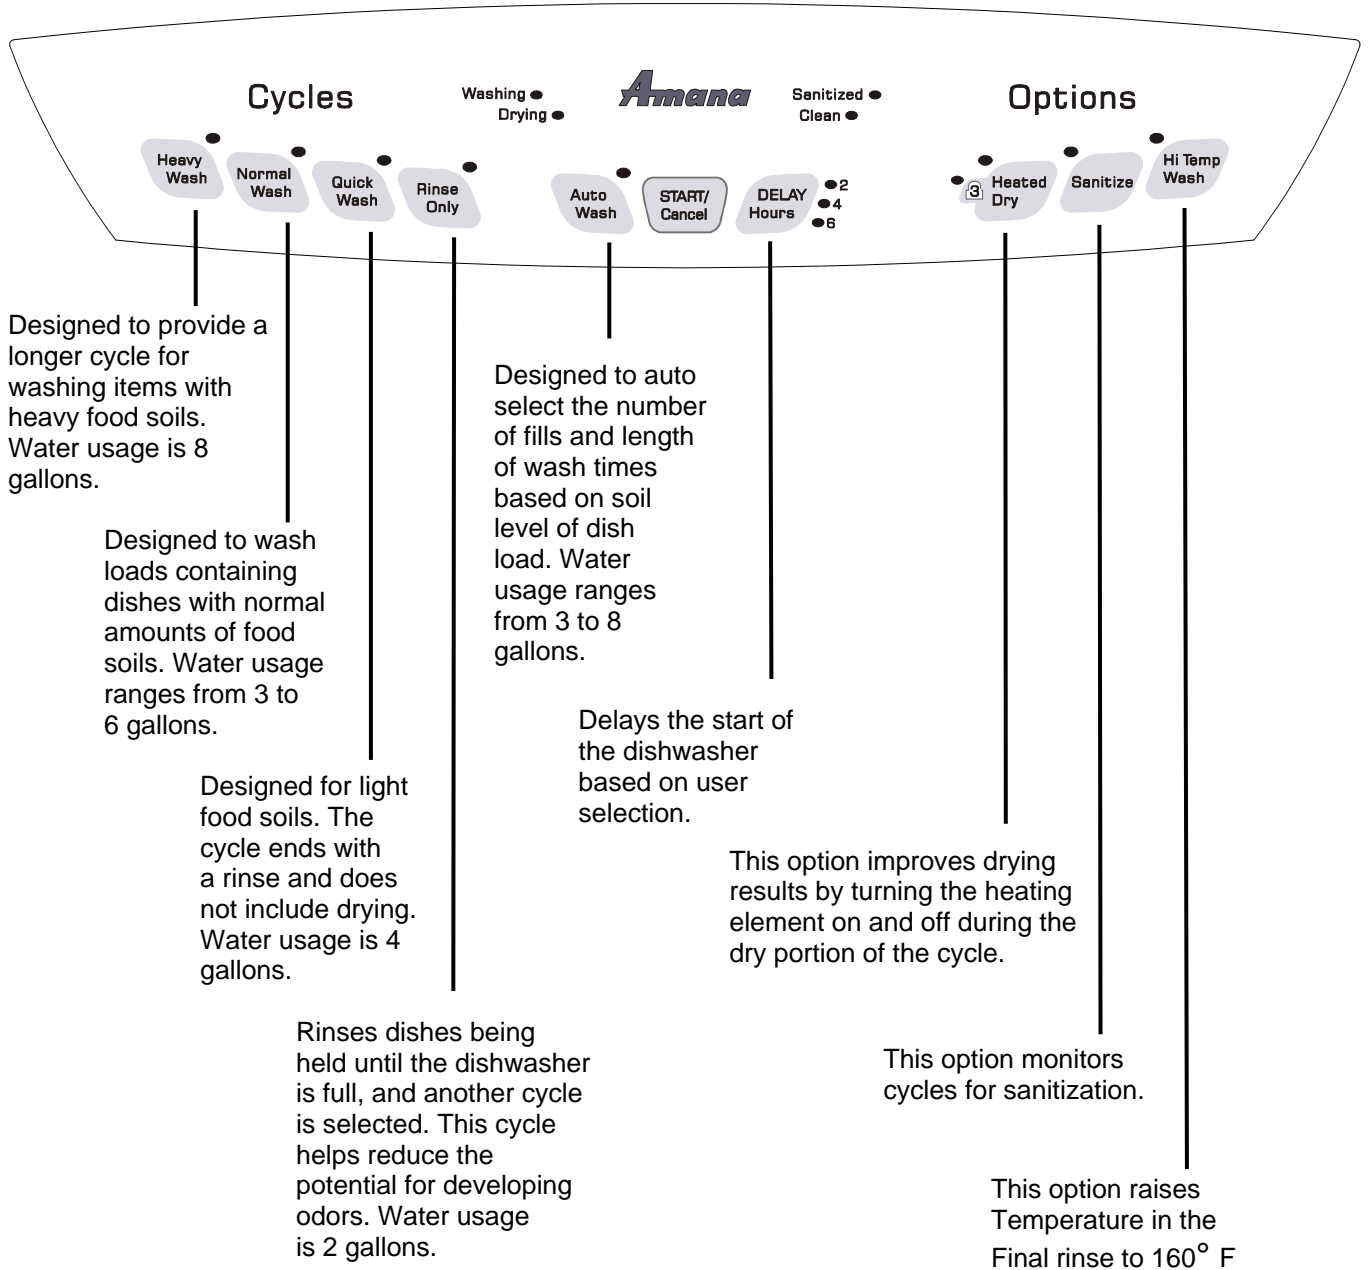 Cycles
Washing
Drying
Amana
Sanitized
Clean
Options
Heavy
Wash
Normal
Wash
Quick
Wash
Rinse
Only
Auto
Wash
START/
Cancel
DELAY
Hours
2
4
6
3
Heated
Dry
Sanitize
Hi Temp
Wash
Designed to provide a
longer cycle for
washing items with
heavy food soils.
Water usage is 8
gallons.
Designed to wash
loads containing
dishes with normal
amounts of food
soils. Water usage
ranges from 3 to
6 gallons.
Designed for light
food soils. The
cycle ends with
a rinse and does
not include drying.
Water usage is 4
gallons.
Rinses dishes being
held until the dishwasher
is full, and another cycle
is selected. This cycle
helps reduce the
potential for developing
odors. Water usage
is 2 gallons.
Designed to auto
select the number
of fills and length
of wash times
based on soil
level of dish
load. Water
usage ranges
from 3 to 8
gallons.
Delays the start of
the dishwasher
based on user
selection.
This option improves drying
results by turning the heating
element on and off during the
dry portion of the cycle.
This option monitors
cycles for sanitization.
This option raises
Temperature in the
Final rinse to 160° F